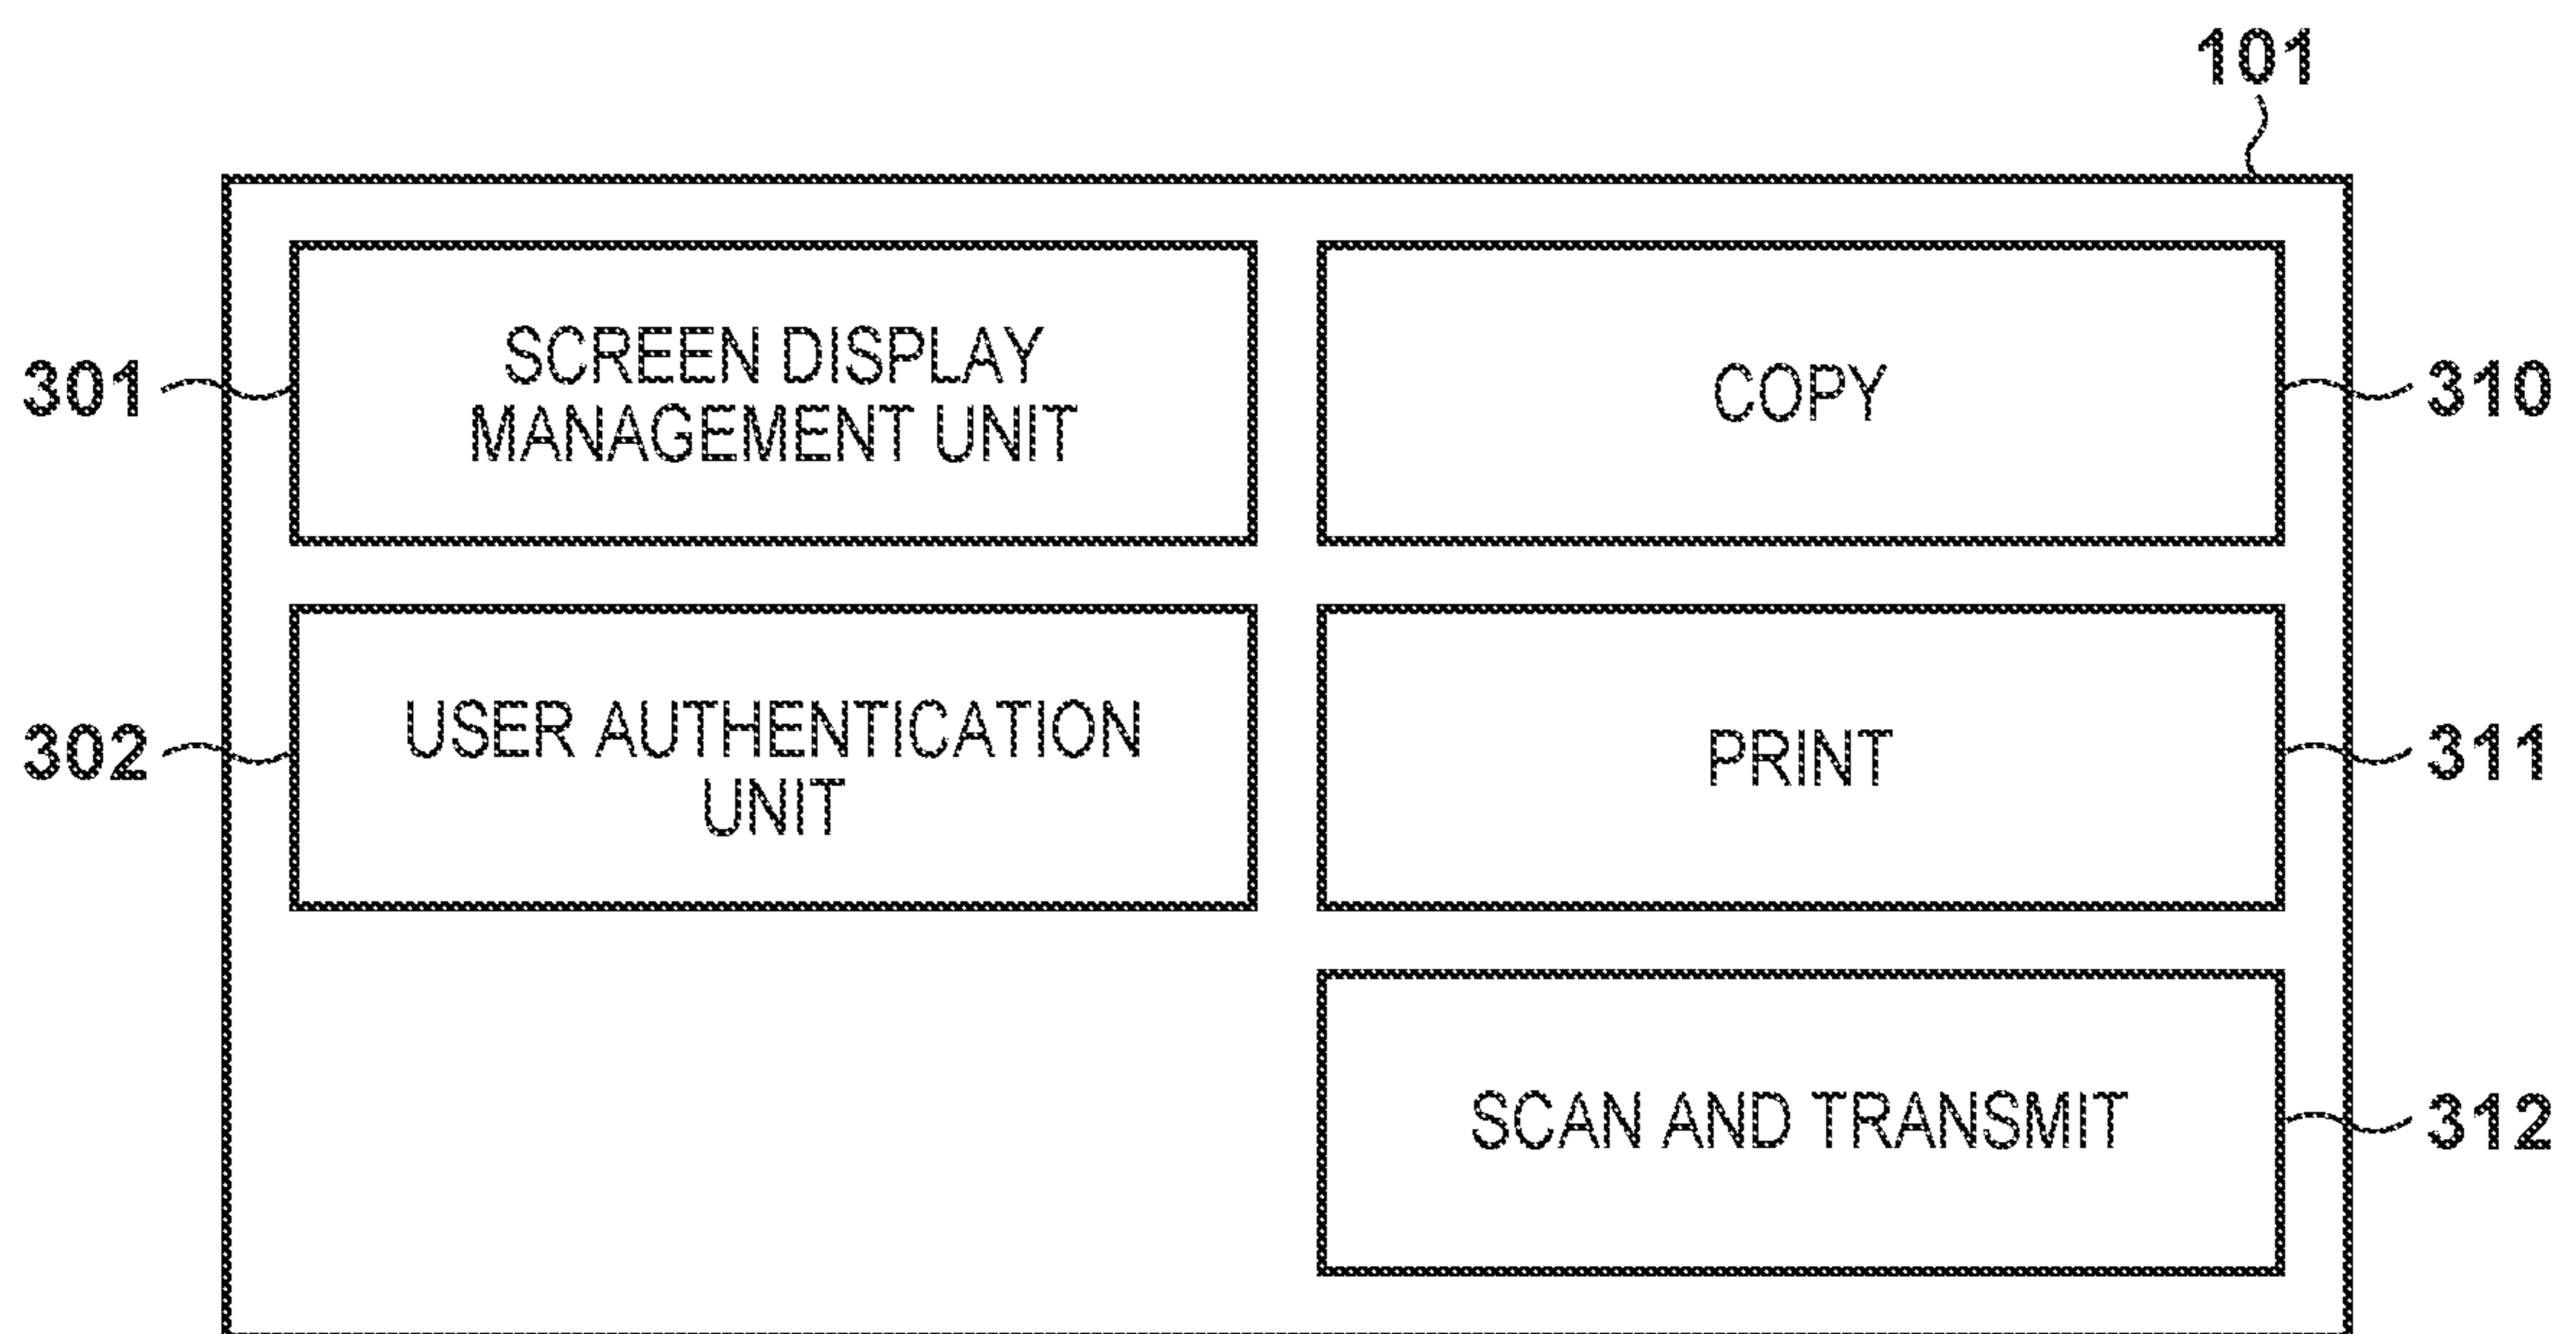 101
301
SCREEN DISPLAY
MANAGEMENT UNIT
COPY
310
302
USER AUTHENTICATION
UNIT
PRINT
311
SCAN AND TRANSMIT
312